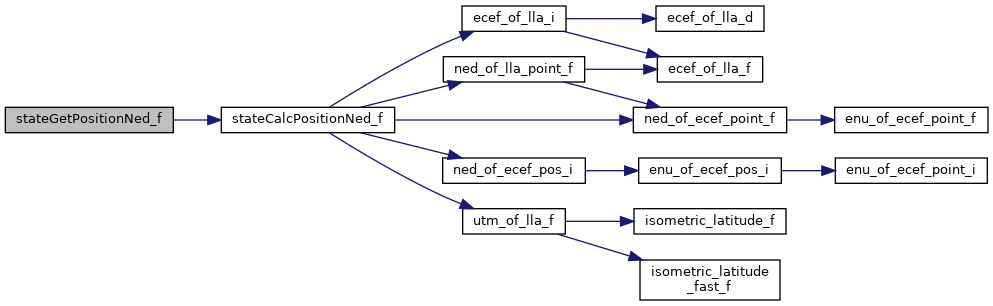 ecef_of_lla_i
ecef_of_lla_d
ned_of_lla_point_f
ecef_of_lla_f
stateGetPositionNed_f
stateCalcPositionNed_f
ned_of_ecef_point_f
enu_of_ecef_point_f
ned_of_ecef_pos_i
enu_of_ecef_pos_i
enu_of_ecef_point_i
utm_of_lla_f
isometric_latitude_f
isometric_latitude
_fast_f